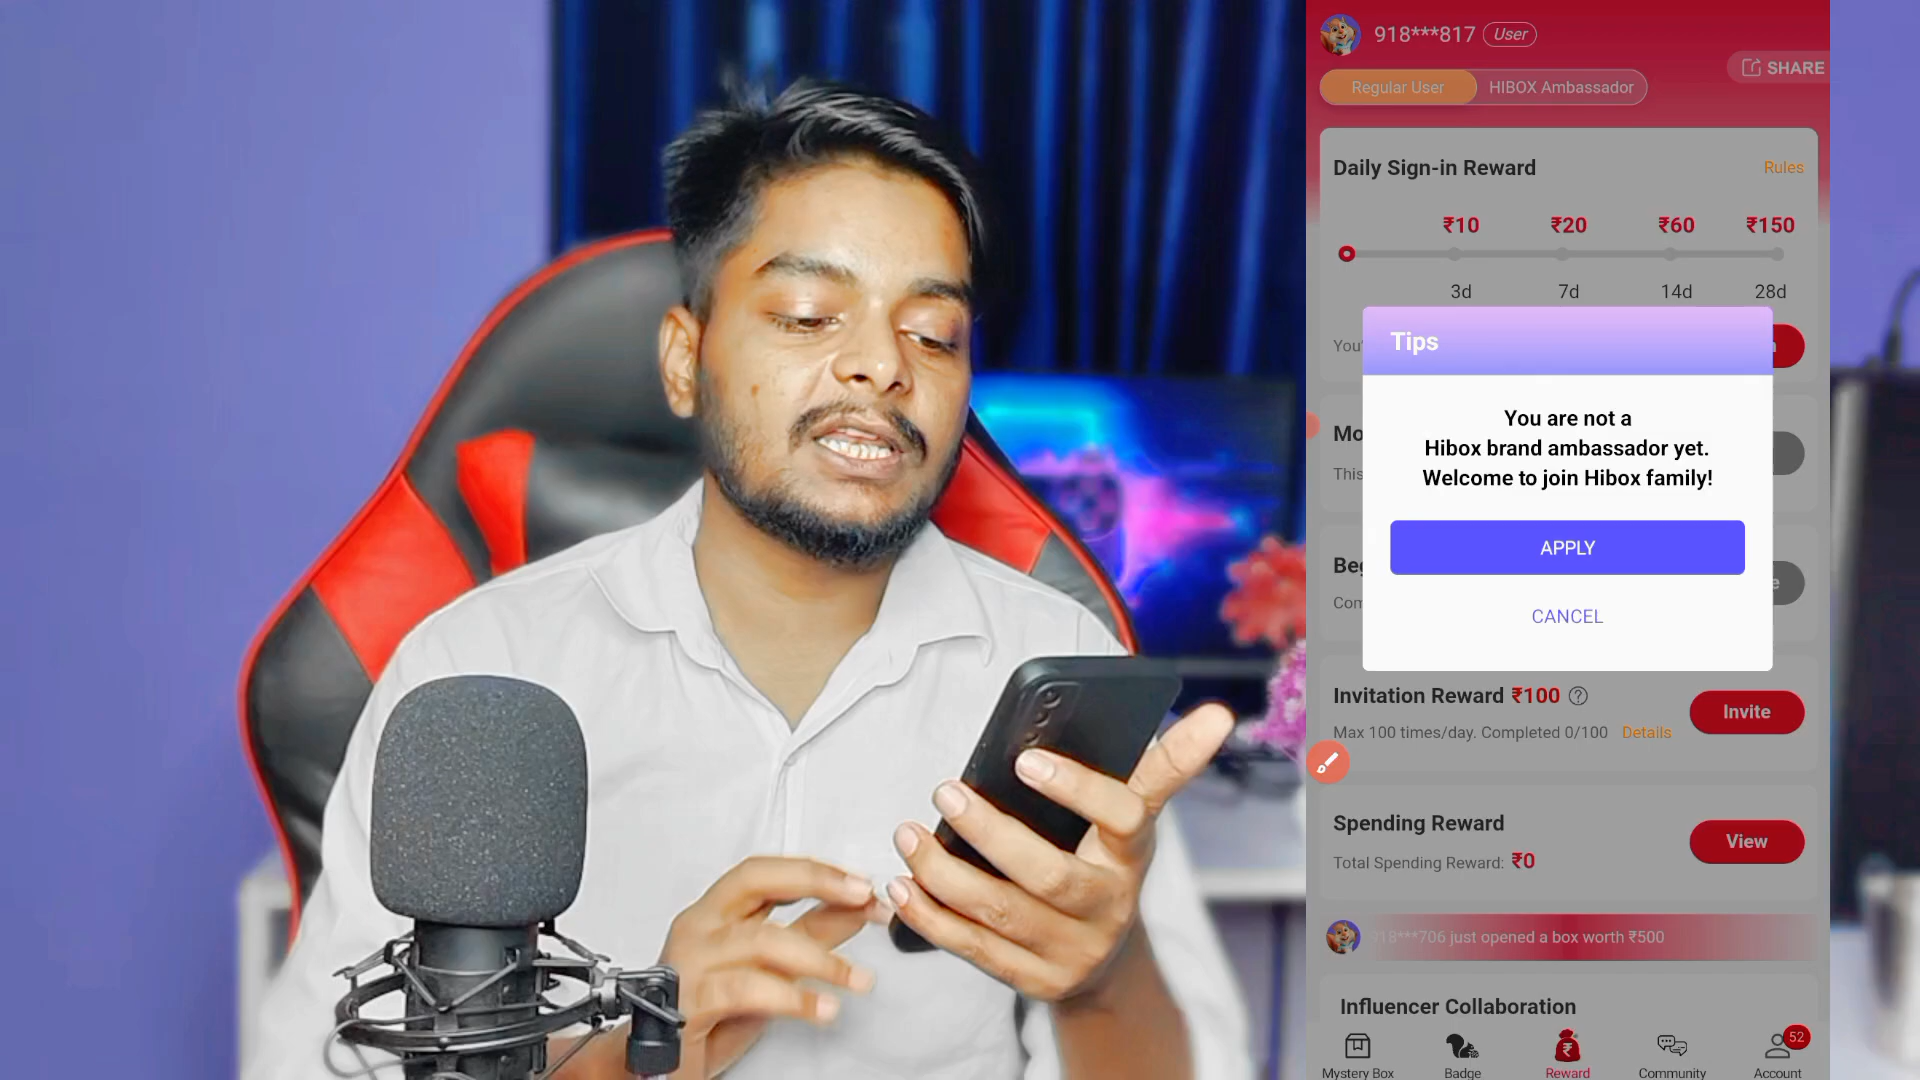 918***817 User
SHARE
Regular User HIBOX Ambassador
Daily Sign-in Reward Rules
₹10 ₹20 ₹60 ₹150
3d 7d 14d 28d
Tips
You are not a
Hibox brand ambassador yet.
Welcome to join Hibox family!
APPLY
CANCEL
Invitation Reward ₹100 ?
Invite
Max 100 times/day. Completed 0/100 Details
Spending Reward
View
Total Spending Reward: ₹0
918***706 just opened a box worth ₹500
Influencer Collaboration
52
Mystery Box Badge Reward Community Account